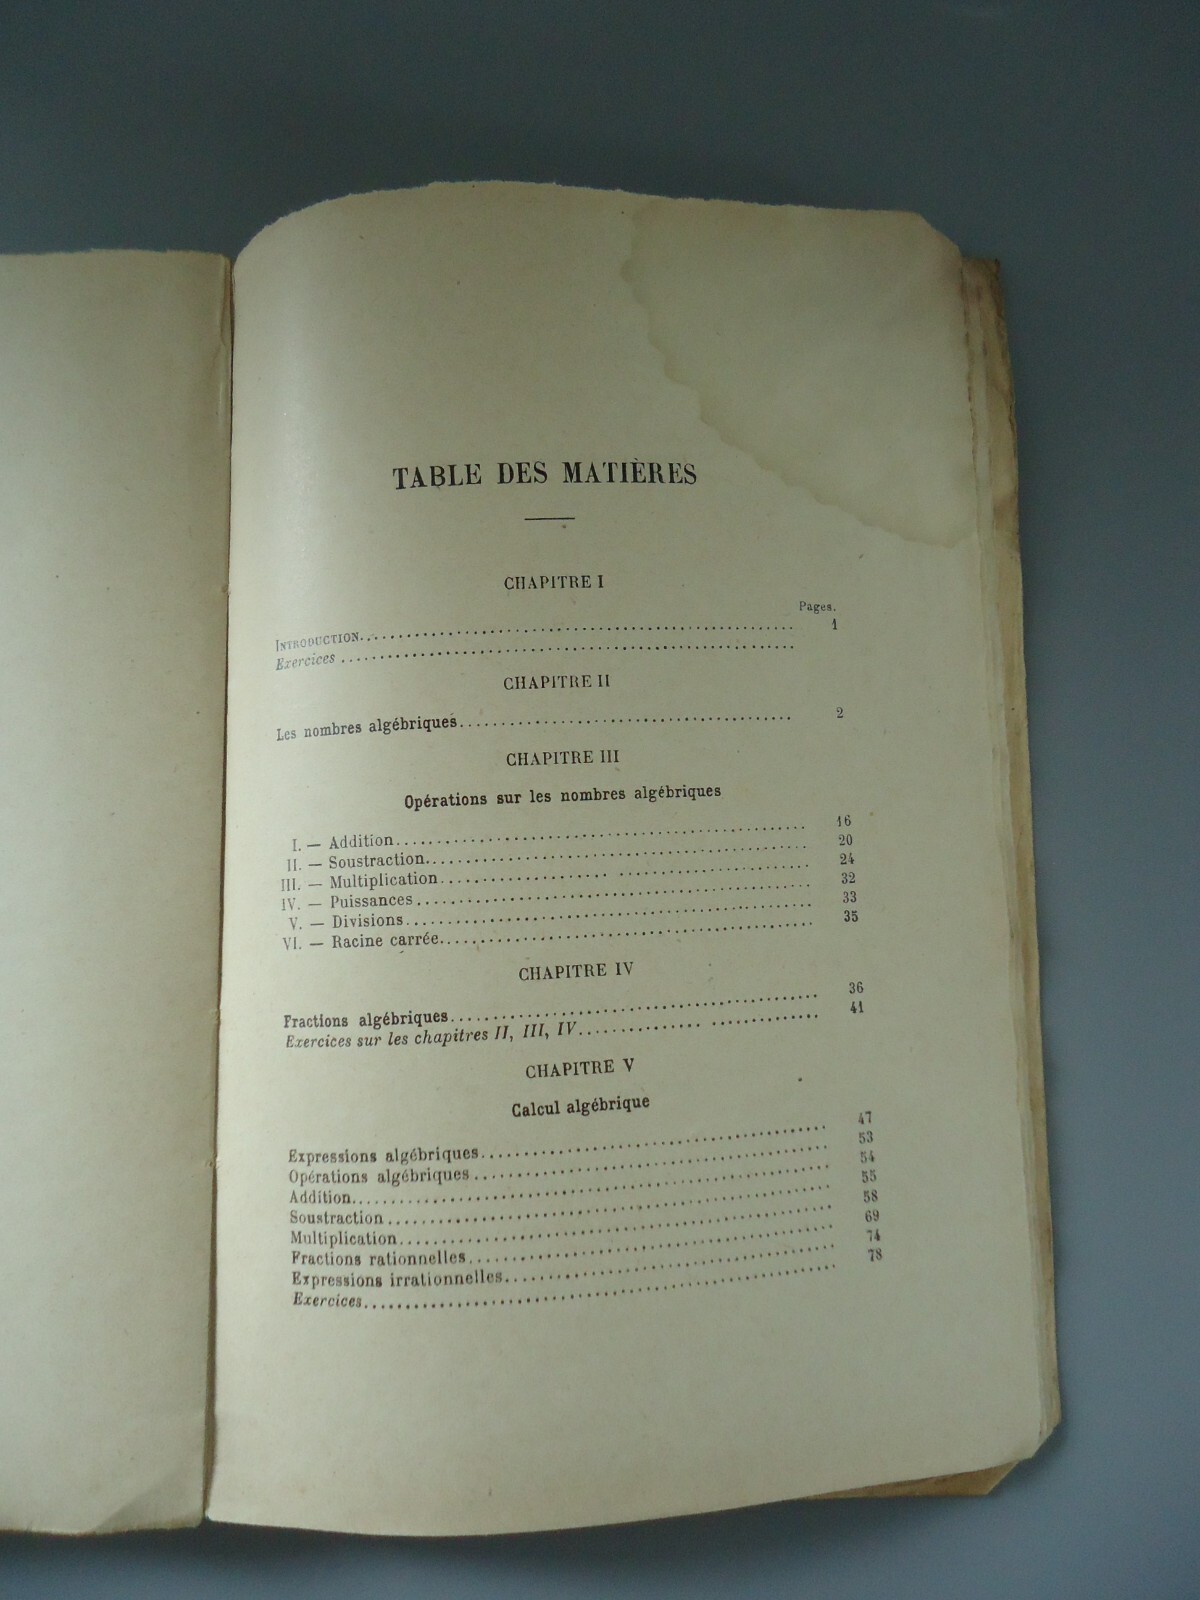 TABLE DES MATIÈRES
CHAPITRE I
Pages.
INTRODUCTION........................................ 1
Exercices ........................................
CHAPITRE II
Les nombres algébriques........................................ 2
CHAPITRE III
Opérations sur les nombres algébriques
I. — Addition........................................ 16
II. — Soustraction........................................ 20
III. — Multiplication........................................ 24
IV. — Puissances........................................ 32
V. — Divisions........................................ 33
VI. — Racine carrée........................................ 35
CHAPITRE IV
Fractions algébriques........................................ 36
Exercices sur les chapitres II, III, IV........................................ 41
CHAPITRE V
Calcul algébrique
Expressions algébriques........................................ 47
Opérations algébriques........................................ 53
Addition........................................ 54
Soustraction........................................ 55
Multiplication........................................ 58
Fractions rationnelles........................................ 69
Expressions irrationnelles........................................ 74
Exercices........................................ 78